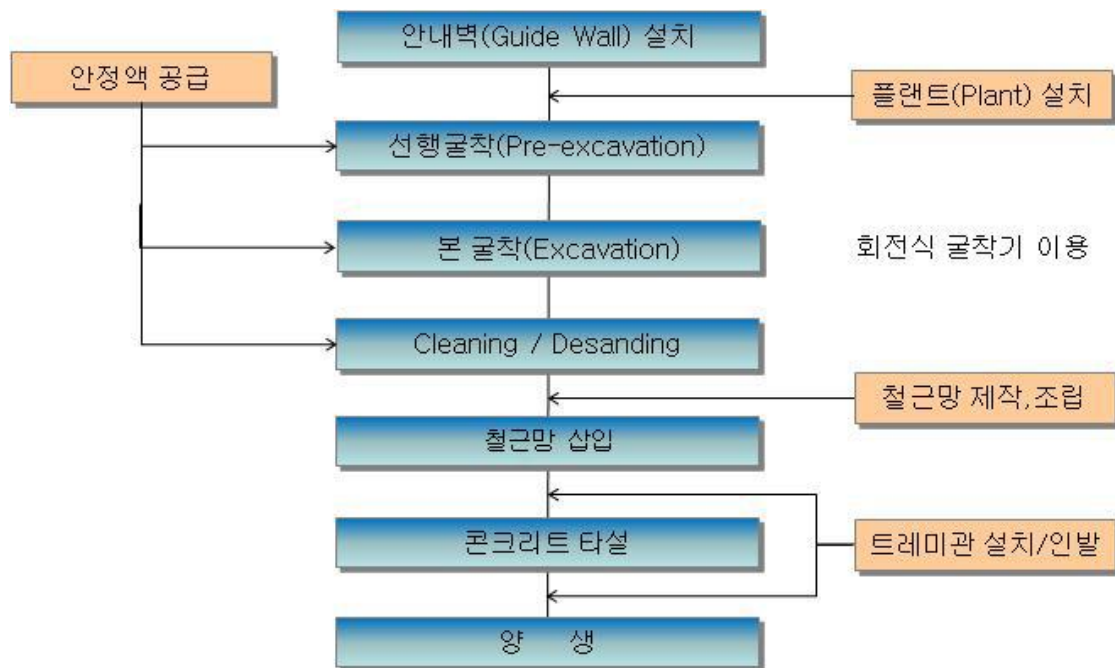 안내벽(Guide Wall) 설치
안정액 공급
플랜트(Plant) 설치
선행굴착(Pre-excavation)
본 굴착(Excavation)
회전식 굴착기 이용
Cleaning / Desanding
철근망 제작,조립
철근망 삽입
콘크리트 타설
트레미관 설치/인발
양 생